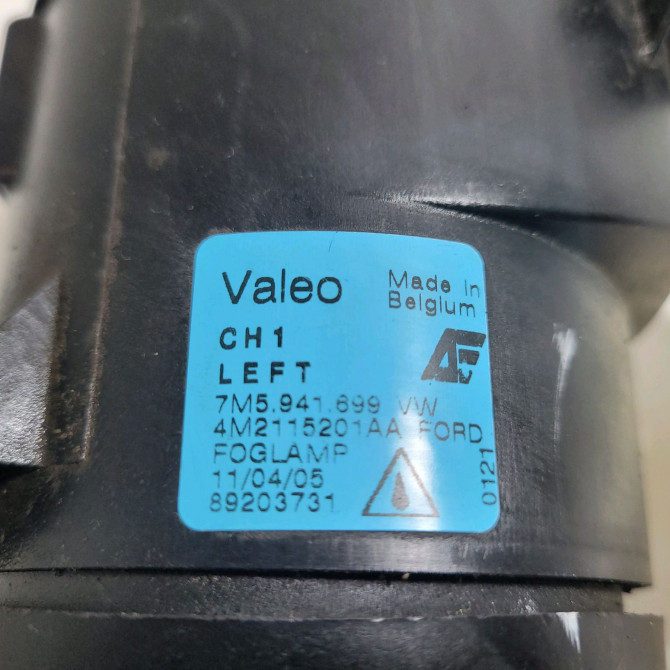 Valeo
Made In
Belgium
CH1
LEFT
7M5.941.699 VW
4M2115201AA FORD
FOGLAMP
11/04/05
89203731
0121